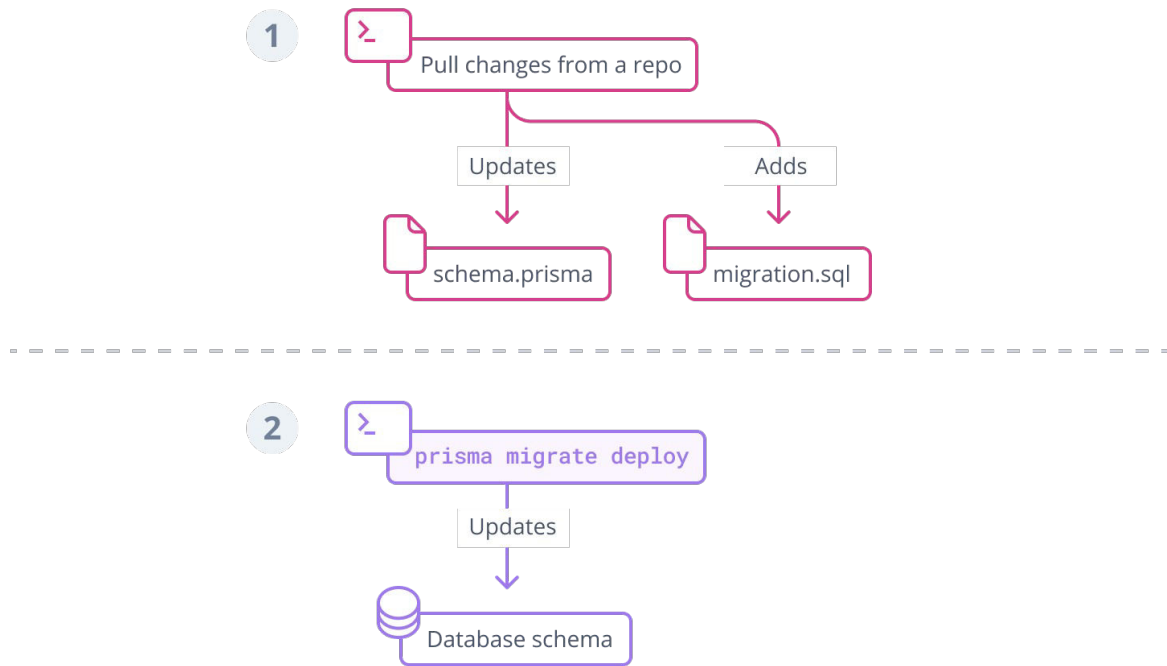 1
Pull changes from a repo
Updates
Adds
schema.prisma
migration.sql
2
prisma migrate deploy
Updates
Database schema